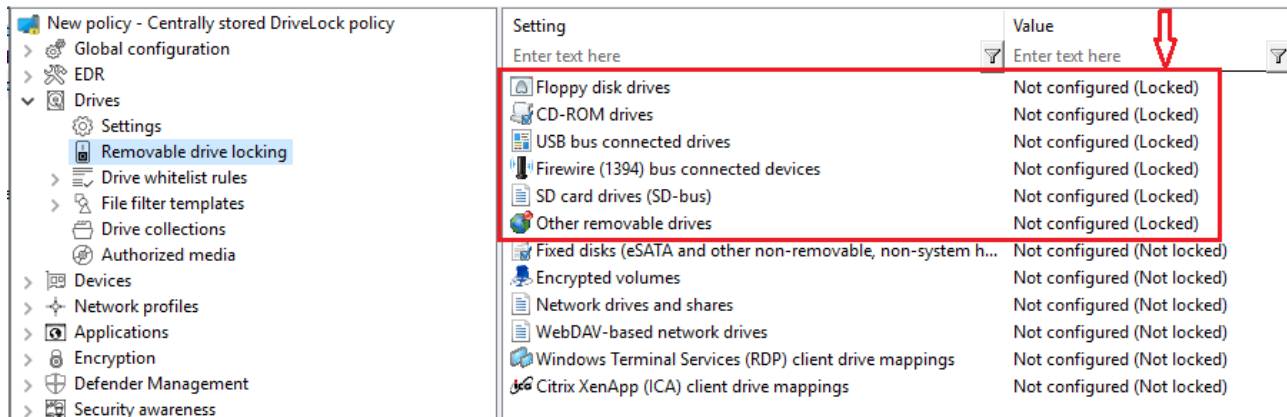 New policy - Centrally stored DriveLock policy
Global configuration
EDR
Drives
Settings
Removable drive locking
Drive whitelist rules
File filter templates
Drive collections
Authorized media
Devices
Network profiles
Applications
Encryption
Defender Management
Security awareness
Setting Value
Enter text here Enter text here
Floppy disk drives Not configured (Locked)
CD-ROM drives Not configured (Locked)
USB bus connected drives Not configured (Locked)
Firewire (1394) bus connected devices Not configured (Locked)
SD card drives (SD-bus) Not configured (Locked)
Other removable drives Not configured (Locked)
Fixed disks (eSATA and other non-removable, non-system h... Not configured (Not locked)
Encrypted volumes Not configured (Not locked)
Network drives and shares Not configured (Not locked)
WebDAV-based network drives Not configured (Not locked)
Windows Terminal Services (RDP) client drive mappings Not configured (Not locked)
Citrix XenApp (ICA) client drive mappings Not configured (Not locked)